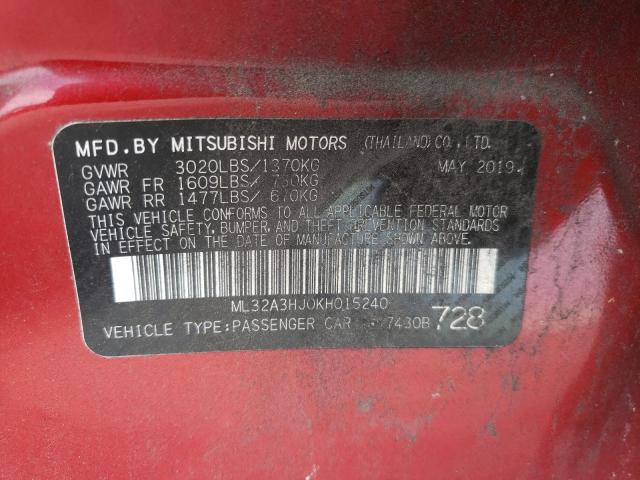 MFD.BY MITSUBISHI MOTORS (THAILAND)CO.,LTD.
GVWR 3020LBS/1370KG MAY 2019
GAWR FR 1609LBS/ 730KG
GAWR RR 1477LBS/ 670KG
THIS VEHICLE CONFORMS TO ALL APPLICABLE FEDERAL MOTOR
VEHICLE SAFETY, BUMPER, AND THEFT PREVENTION STANDARDS
IN EFFECT ON THE DATE OF MANUFACTURE SHOWN ABOVE.
ML32A3HJ0KH015240
VEHICLE TYPE:PASSENGER CAR 7430B 728